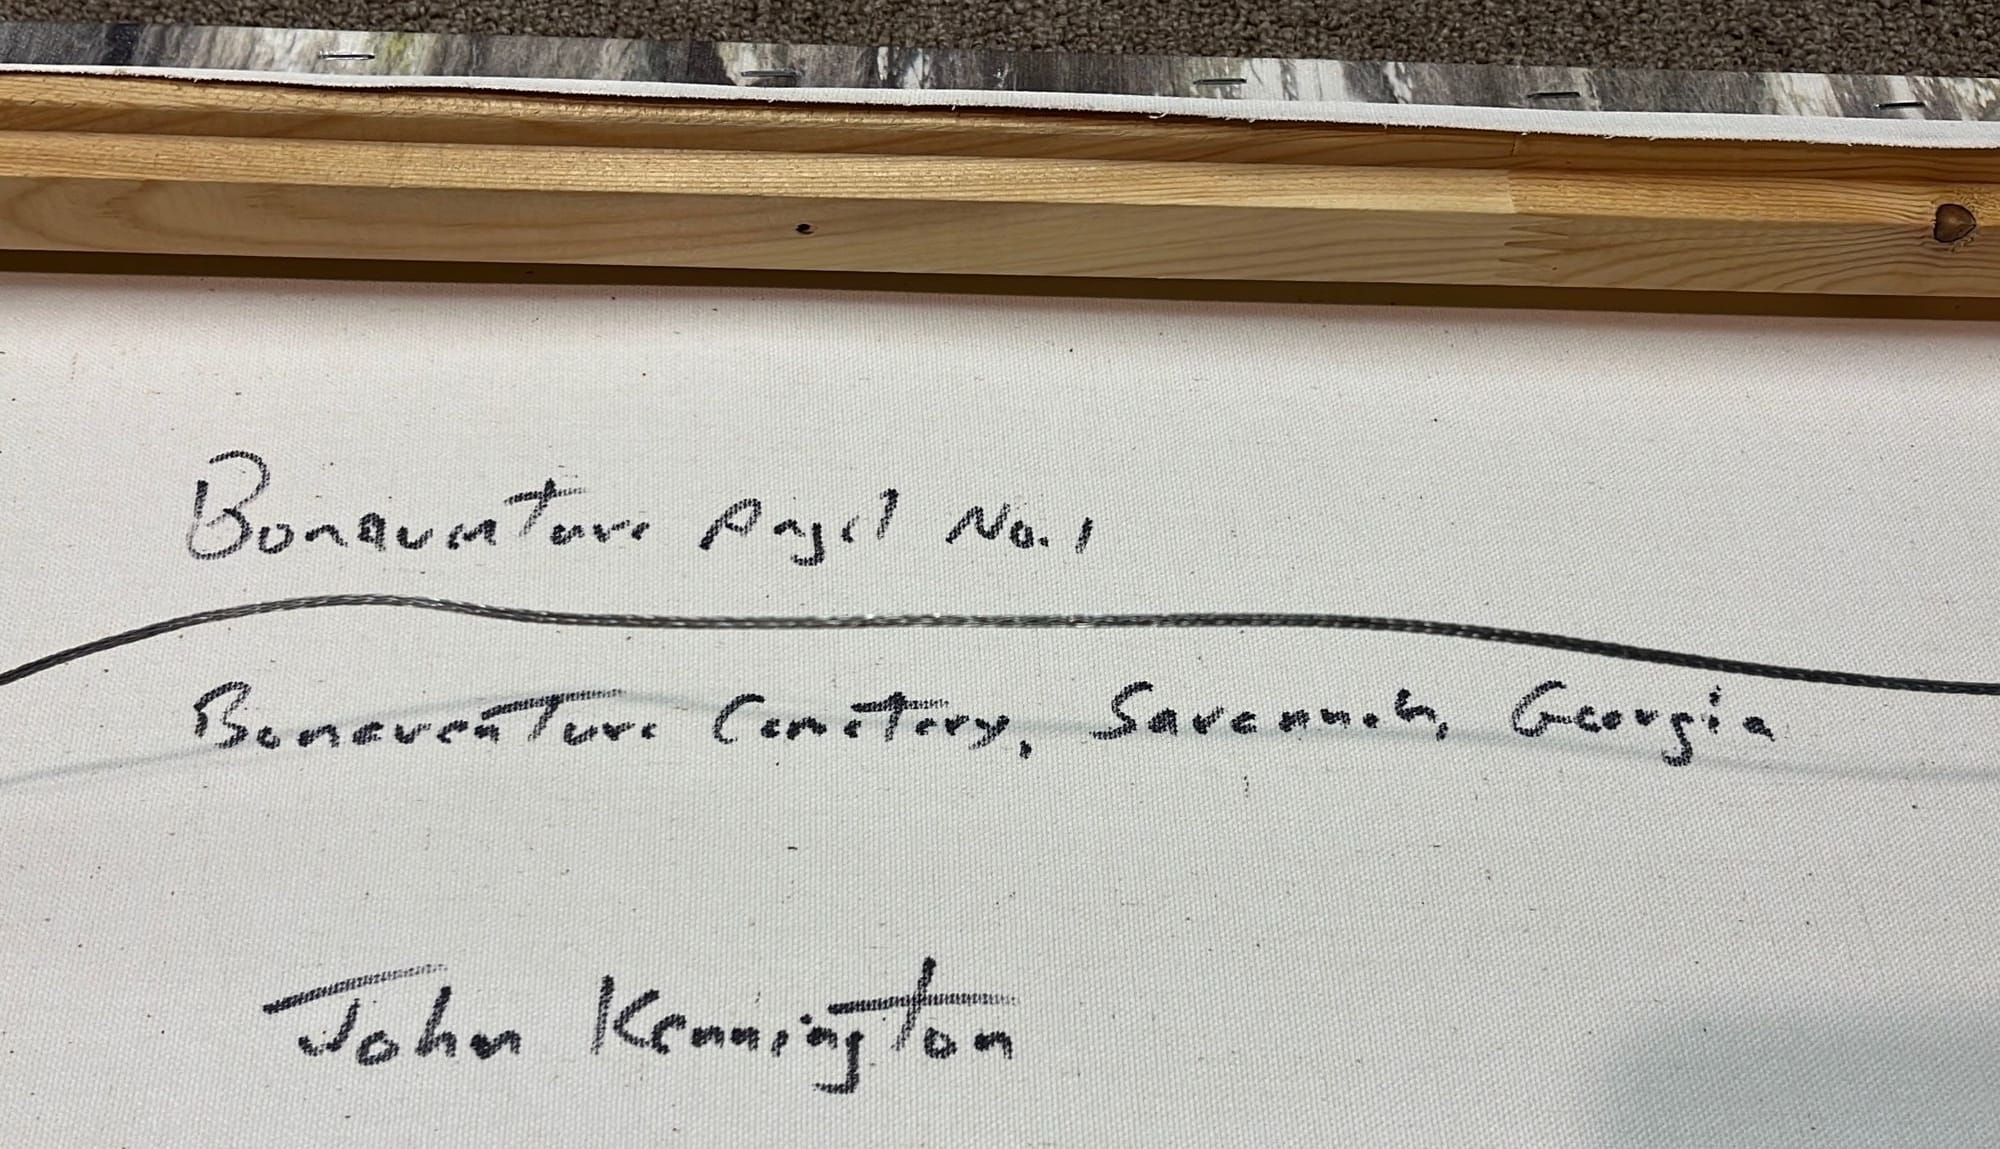 Bonaventure Angel No. 1
Bonaventure Cemetery, Savannah, Georgia
John Kennington